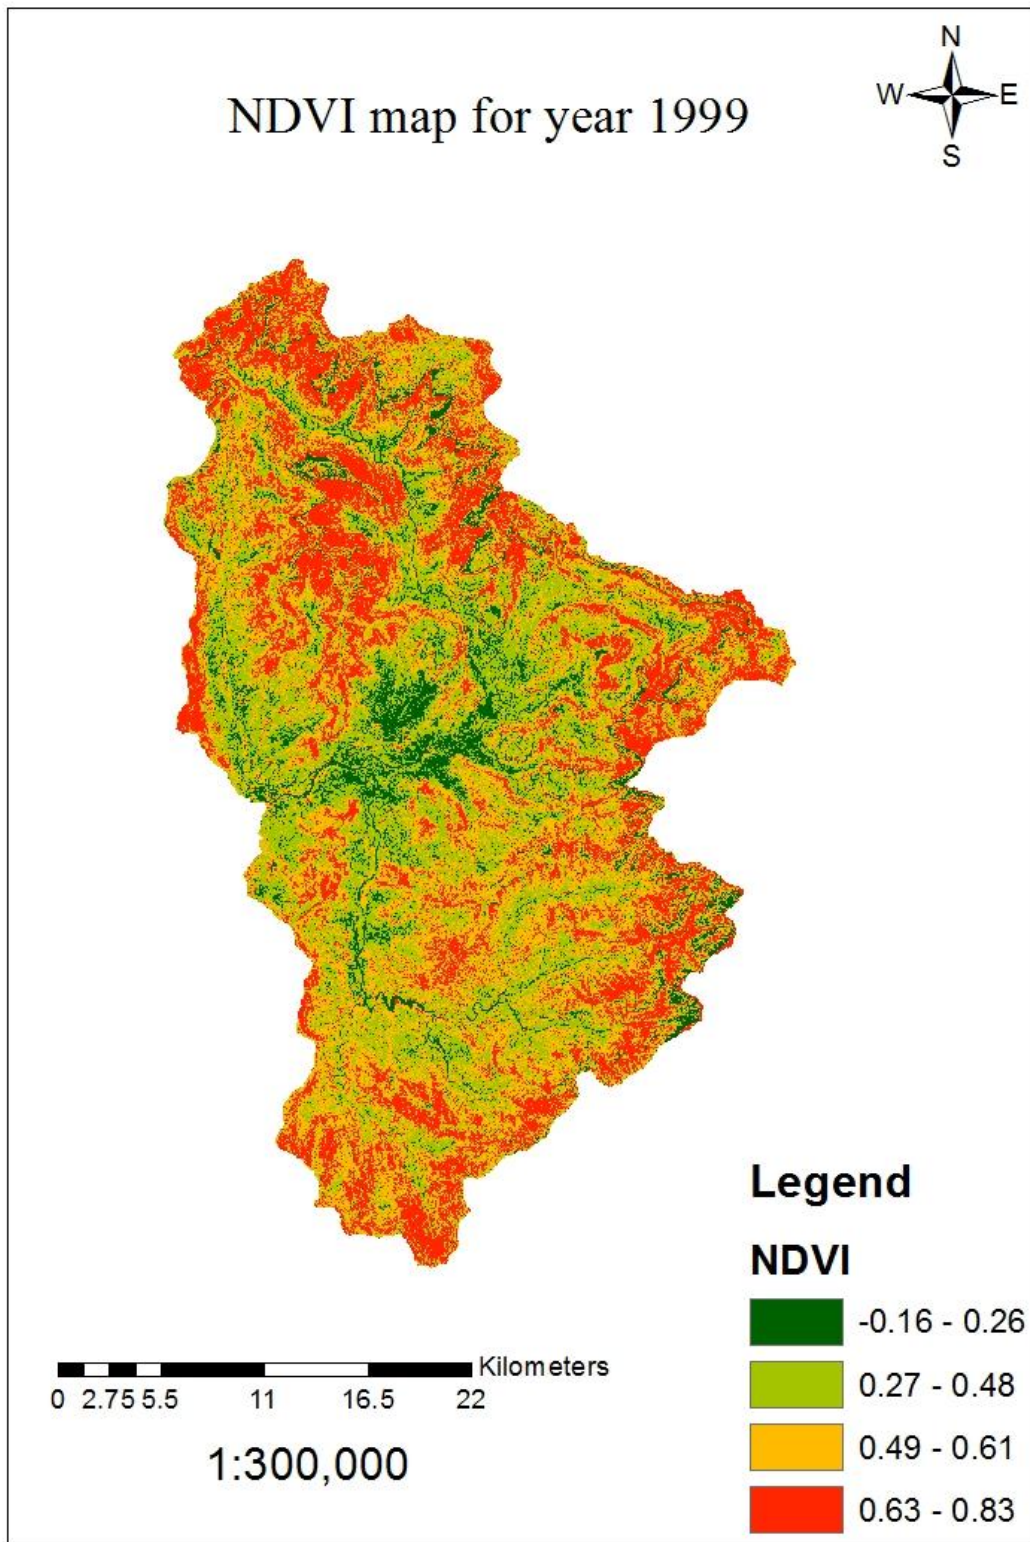 N
W E
S
NDVI map for year 1999
Legend
NDVI
-0.16 - 0.26
0.27 - 0.48
0.49 - 0.61
0.63 - 0.83
Kilometers
0 2.75 5.5 11 16.5 22
1:300,000